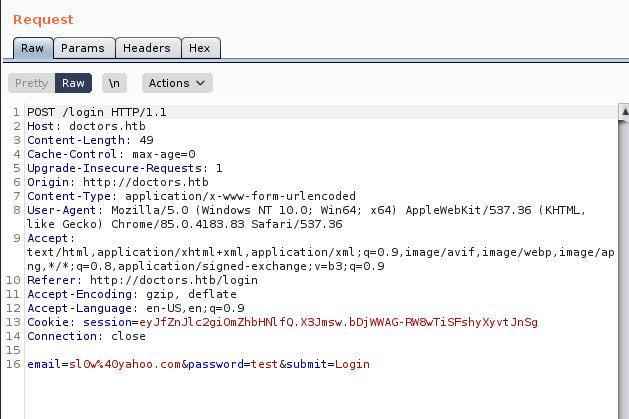 Request
Raw Params Headers Hex
Pretty Raw \n Actions
1 POST /login HTTP/1.1
2 Host: doctors.htb
3 Content-Length: 49
4 Cache-Control: max-age=0
5 Upgrade-Insecure-Requests: 1
6 Origin: http://doctors.htb
7 Content-Type: application/x-www-form-urlencoded
8 User-Agent: Mozilla/5.0 (Windows NT 10.0; Win64; x64) AppleWebKit/537.36 (KHTML,
like Gecko) Chrome/85.0.4183.83 Safari/537.36
9 Accept:
text/html,application/xhtml+xml,application/xml;q=0.9,image/avif,image/webp,image/ap
ng,*/*;q=0.8,application/signed-exchange;v=b3;q=0.9
10 Referer: http://doctors.htb/login
11 Accept-Encoding: gzip, deflate
12 Accept-Language: en-US,en;q=0.9
13 Cookie: session=eyJfZnJlc2giOmZhbHNlfQ.X3Jmsw.bDjWWAG-RW8wTiSFshyXyvtJnSg
14 Connection: close
15
16 email=sl0w%40yahoo.com&password=test&submit=Login